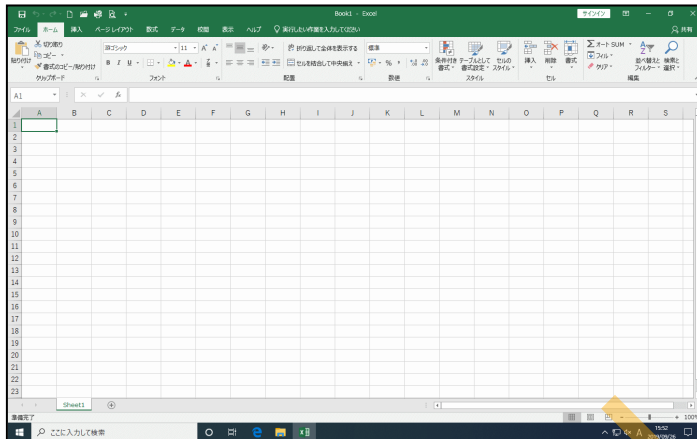 Book1 - Excel
サインイン
ファイル ホーム 挿入 ページ レイアウト 数式 データ 校閲 表示 ヘルプ 実行したい作業を入力してください 共有
切り取り
コピー
書式のコピー/貼り付け
貼り付け
游ゴシック 11
B I U
折り返して全体を表示する
セルを結合して中央揃え
標準
条件付き 書式
テーブルとして 書式設定
セルの スタイル
挿入 削除 書式
オート SUM
フィル
クリア
並べ替えと フィルター
検索と 選択
クリップボード フォント 配置 数値 スタイル セル 編集
A1 fx
A B C D E F G H I J K L M N O P Q R S
1
2
3
4
5
6
7
8
9
10
11
12
13
14
15
16
17
18
19
20
21
22
23
Sheet1
準備完了 100%
ここに入力して検索
A 15:52
2019/09/26